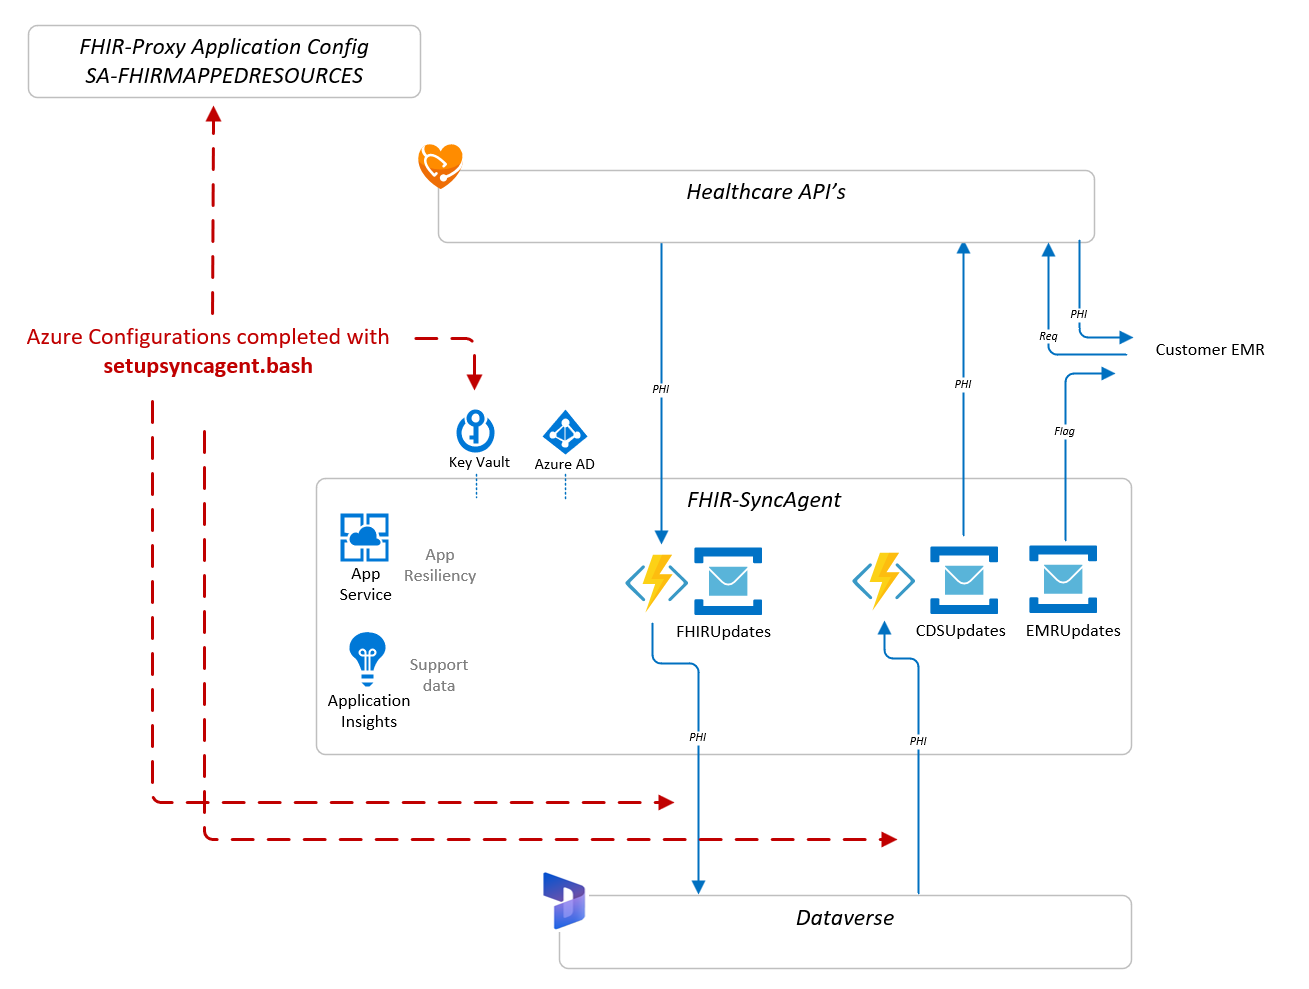 FHIR-Proxy Application Config
SA-FHIRMAPPEDRESOURCES
Healthcare API’s
Azure Configurations completed with
setupsyncagent.bash
PHI
Req
Customer EMR
PHI
PHI
Flag
Key Vault
Azure AD
FHIR-SyncAgent
App
Service
App
Resiliency
FHIRUpdates
CDSUpdates
EMRUpdates
Application
Insights
Support
data
PHI
PHI
Dataverse